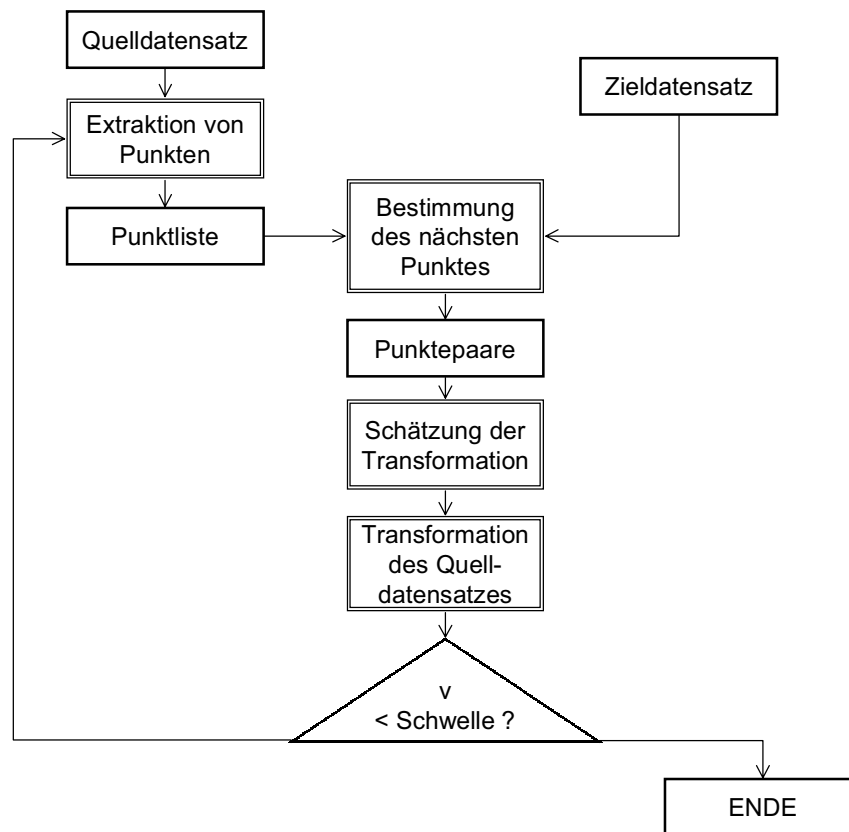 Quelldatensatz
Zieldatensatz
Extraktion von
Punkten
Punktliste
Bestimmung
des nächsten
Punktes
Punktepaare
Schätzung der
Transformation
Transformation
des Quell-
datensatzes
v
< Schwelle ?
ENDE